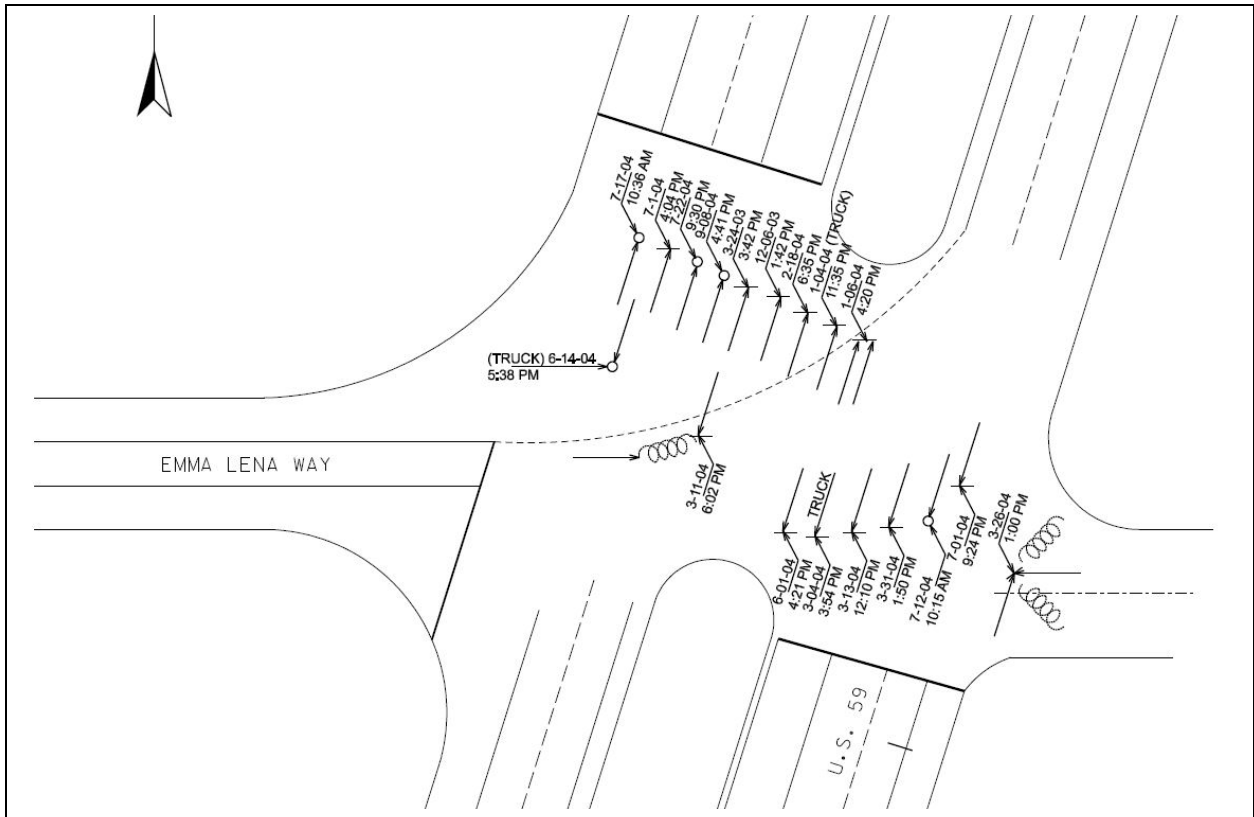 7-17-04
10:36 AM
7-1-04
4:04 PM
7-22-04
9:30 PM
9-08-04
4:41 PM
3-24-03
3:42 PM
12-06-03
1:42 PM
2-18-04
6:35 PM
1-04-04 (TRUCK)
11:35 PM
1-06-04
4:20 PM
(TRUCK) 6-14-04
5:38 PM
EMMA LENA WAY
3-11-04
6:02 PM
6-01-04
4:21 PM
TRUCK
3-04-04
3:54 PM
3-13-04
12:10 PM
3-31-04
1:50 PM
7-12-04
10:15 AM
7-01-04
9:24 PM
3-26-04
1:00 PM
U.S. 59